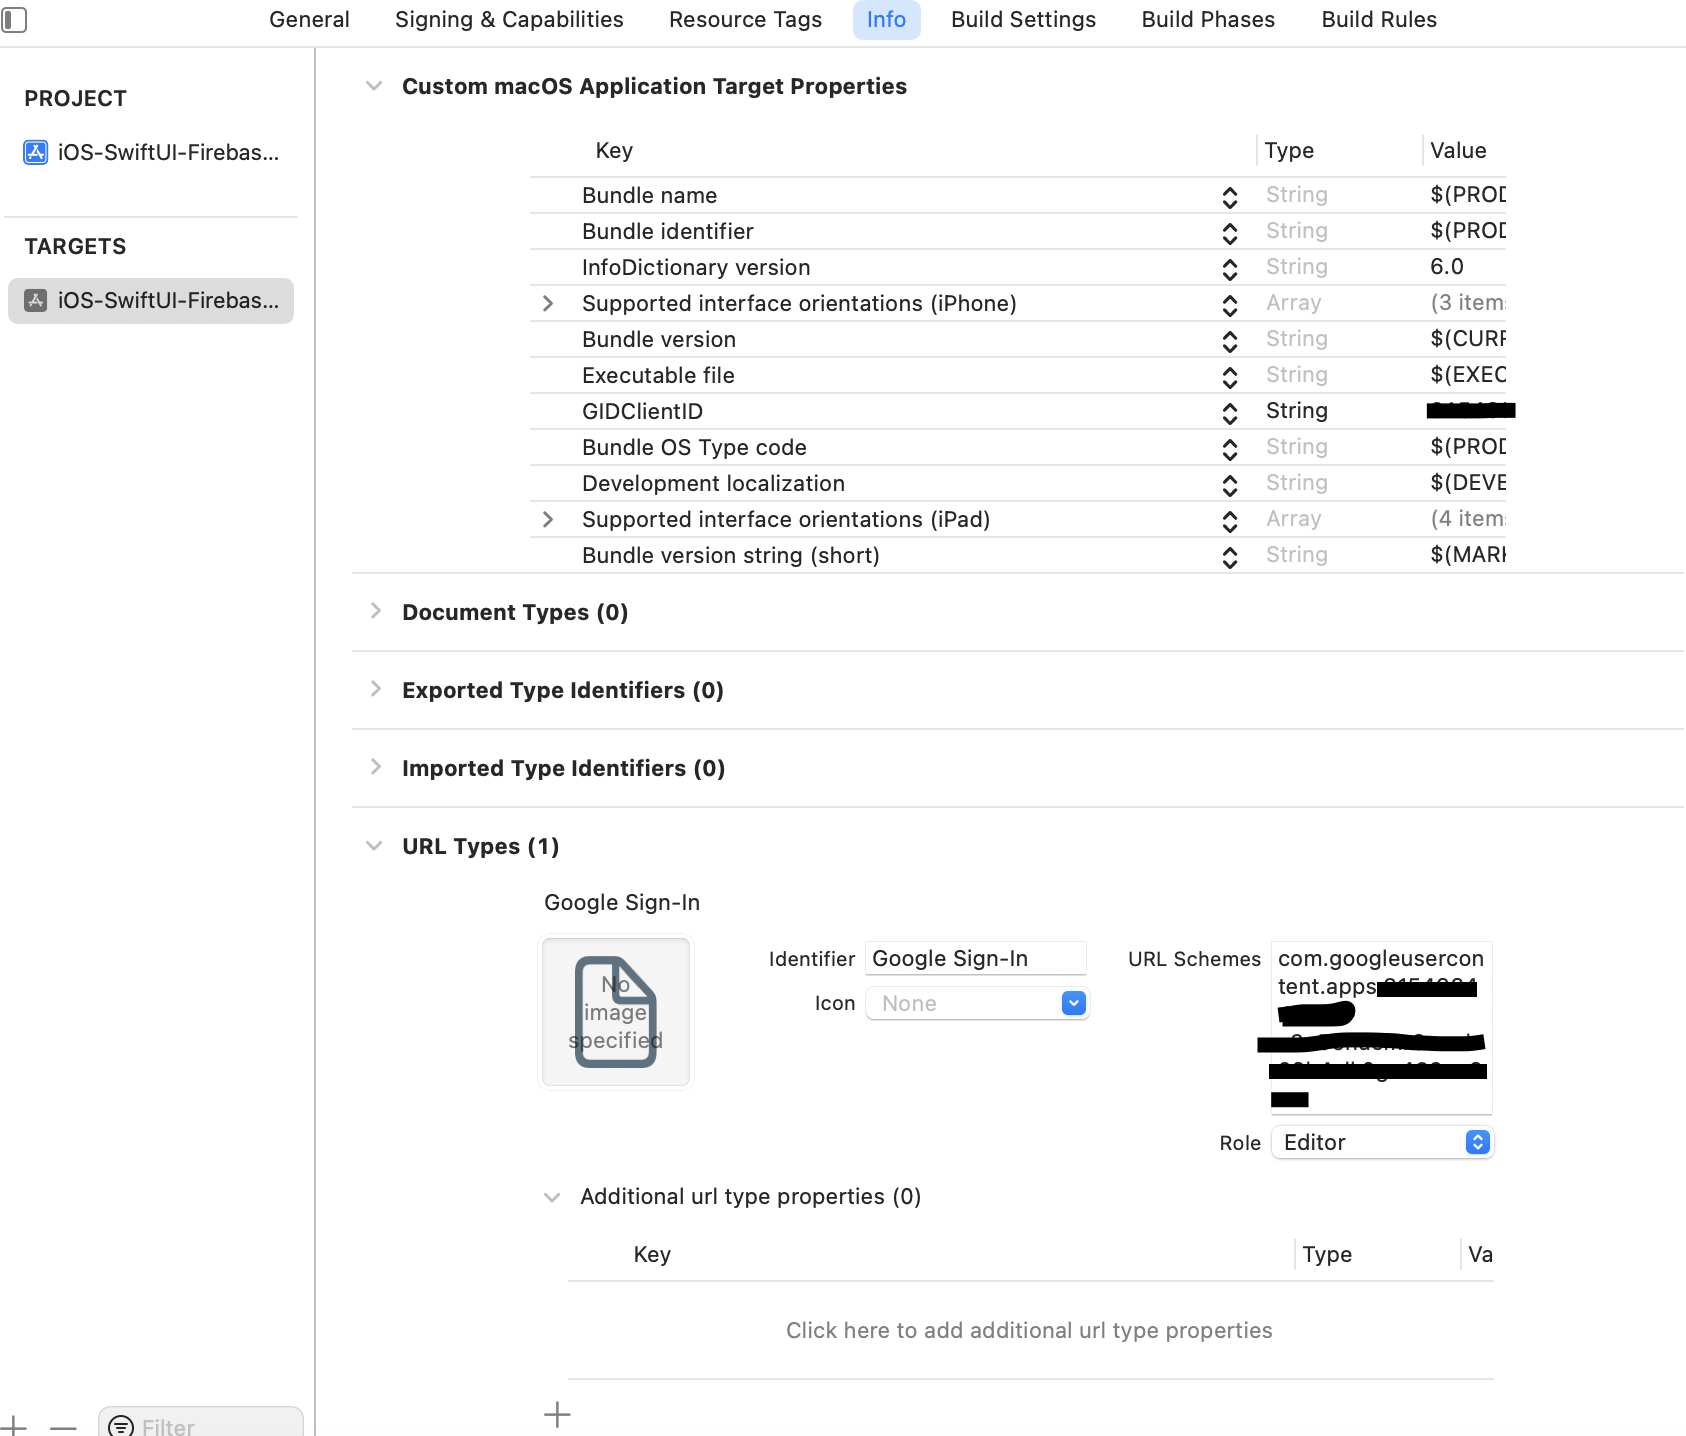 General Signing & Capabilities Resource Tags Info Build Settings Build Phases Build Rules
PROJECT
iOS-SwiftUI-Firebas...
TARGETS
iOS-SwiftUI-Firebas...
Custom macOS Application Target Properties
Key Type Value
Bundle name String $(PROD
Bundle identifier String $(PROD
InfoDictionary version String 6.0
Supported interface orientations (iPhone) Array (3 items
Bundle version String $(CURR
Executable file String $(EXEC
GIDClientID String
Bundle OS Type code String $(PROD
Development localization String $(DEVE
Supported interface orientations (iPad) Array (4 items
Bundle version string (short) String $(MARK
Document Types (0)
Exported Type Identifiers (0)
Imported Type Identifiers (0)
URL Types (1)
Google Sign-In
No
image
specified
Identifier Google Sign-In
Icon None
URL Schemes com.googleusercon
tent.apps
Role Editor
Additional url type properties (0)
Key Type Va
Click here to add additional url type properties
Filter